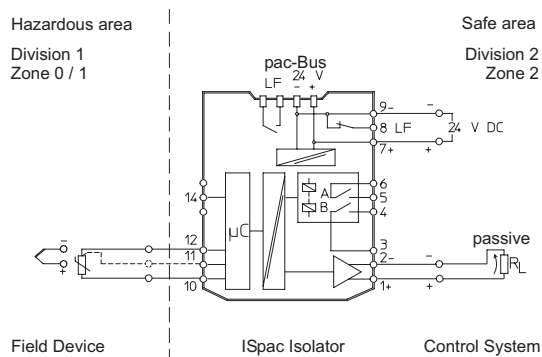 Hazardous area
Safe area
Division 1
Zone 0 / 1
Division 2
Zone 2
pac-Bus
LF 24 V
- +
9-
-
8 LF
24 V DC
7+
+
6
A
5
14
B
4
µC
12
3
passive
-
11
2-
-
RL
+
10
1+
+
Field Device
ISpac Isolator
Control System